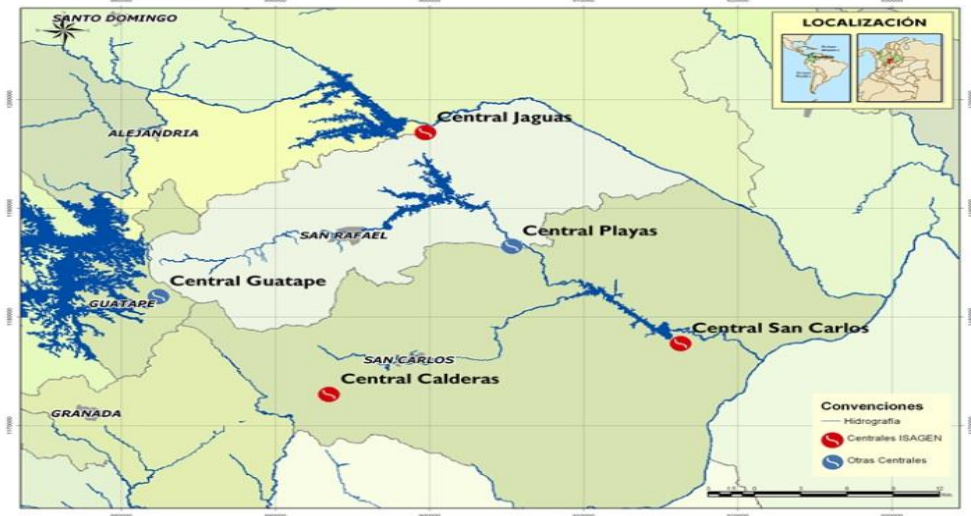 SANTO DOMINGO
LOCALIZACIÓN
Central Jaguas
ALEJANDRIA
SAN RAFAEL
Central Playas
Central Guatape
GUATAPE
Central San Carlos
SAN CARLOS
Central Calderas
GRANADA
Convenciones
Hidrografía
Centrales ISAGEN
Otras Centrales